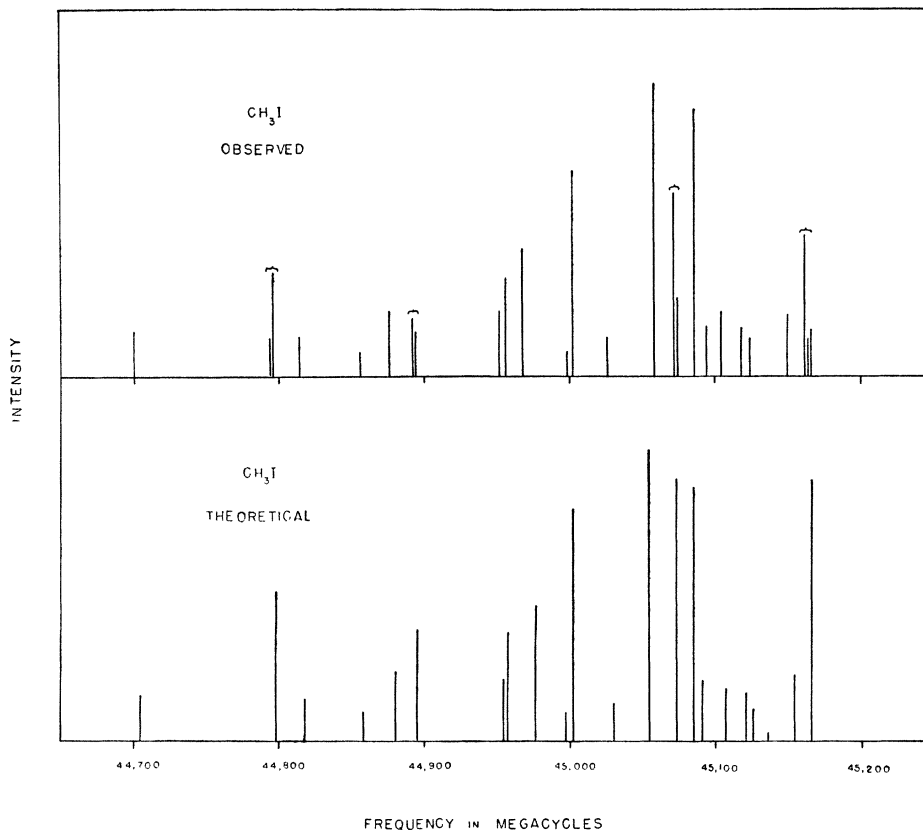 CH₃I
OBSERVED
INTENSITY
CH₃I
THEORETICAL
44,700 44,800 44,900 45,000 45,100 45,200
FREQUENCY IN MEGACYCLES